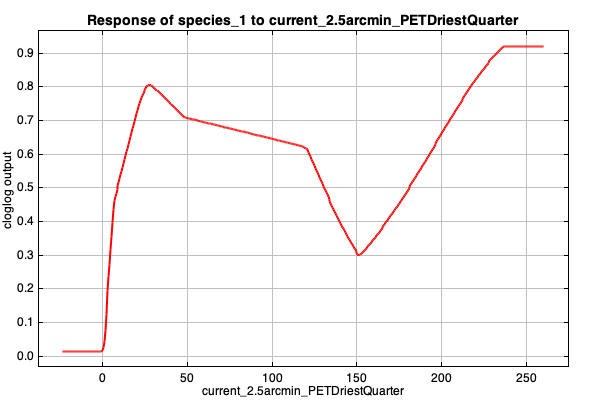 Response of species_1 to current_2.5arcmin_PETDriestQuarter
cloglog output
0.9
0.8
0.7
0.6
0.5
0.4
0.3
0.2
0.1
0.0
0 50 100 150 200 250
current_2.5arcmin_PETDriestQuarter